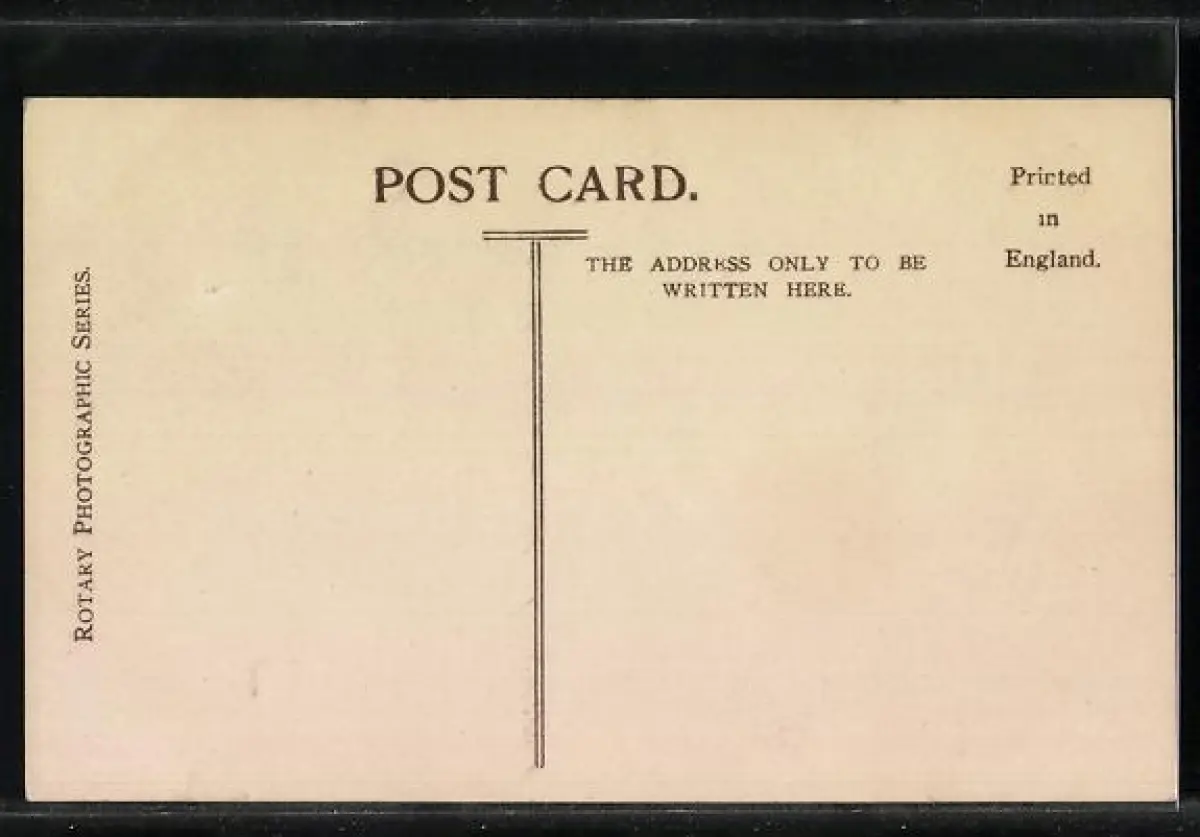 POST CARD.
Printed
in
England.
THE ADDRESS ONLY TO BE
WRITTEN HERE.
ROTARY PHOTOGRAPHIC SERIES.